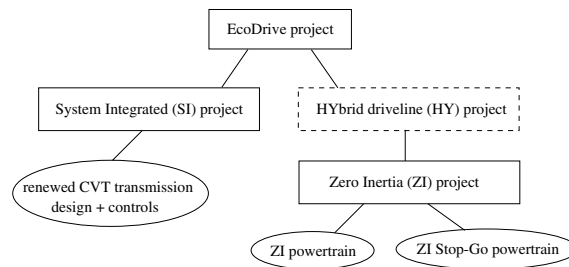 EcoDrive project
System Integrated (SI) project
HYbrid driveline (HY) project
renewed CVT transmission
design + controls
Zero Inertia (ZI) project
ZI powertrain
ZI Stop-Go powertrain